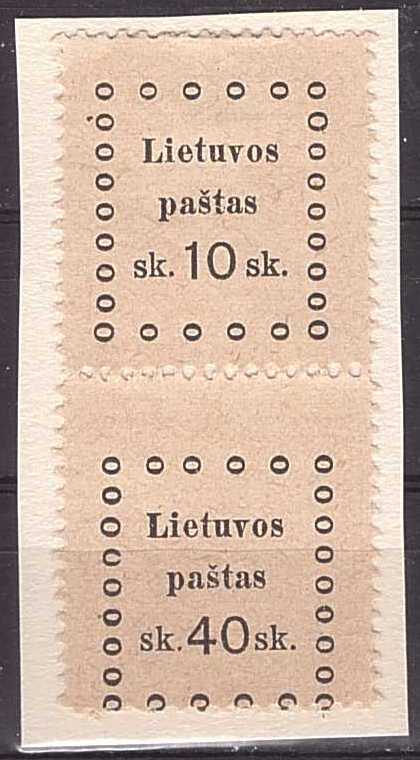 Lietuvos
paštas
sk. 10 sk.
Lietuvos
paštas
sk. 40 sk.